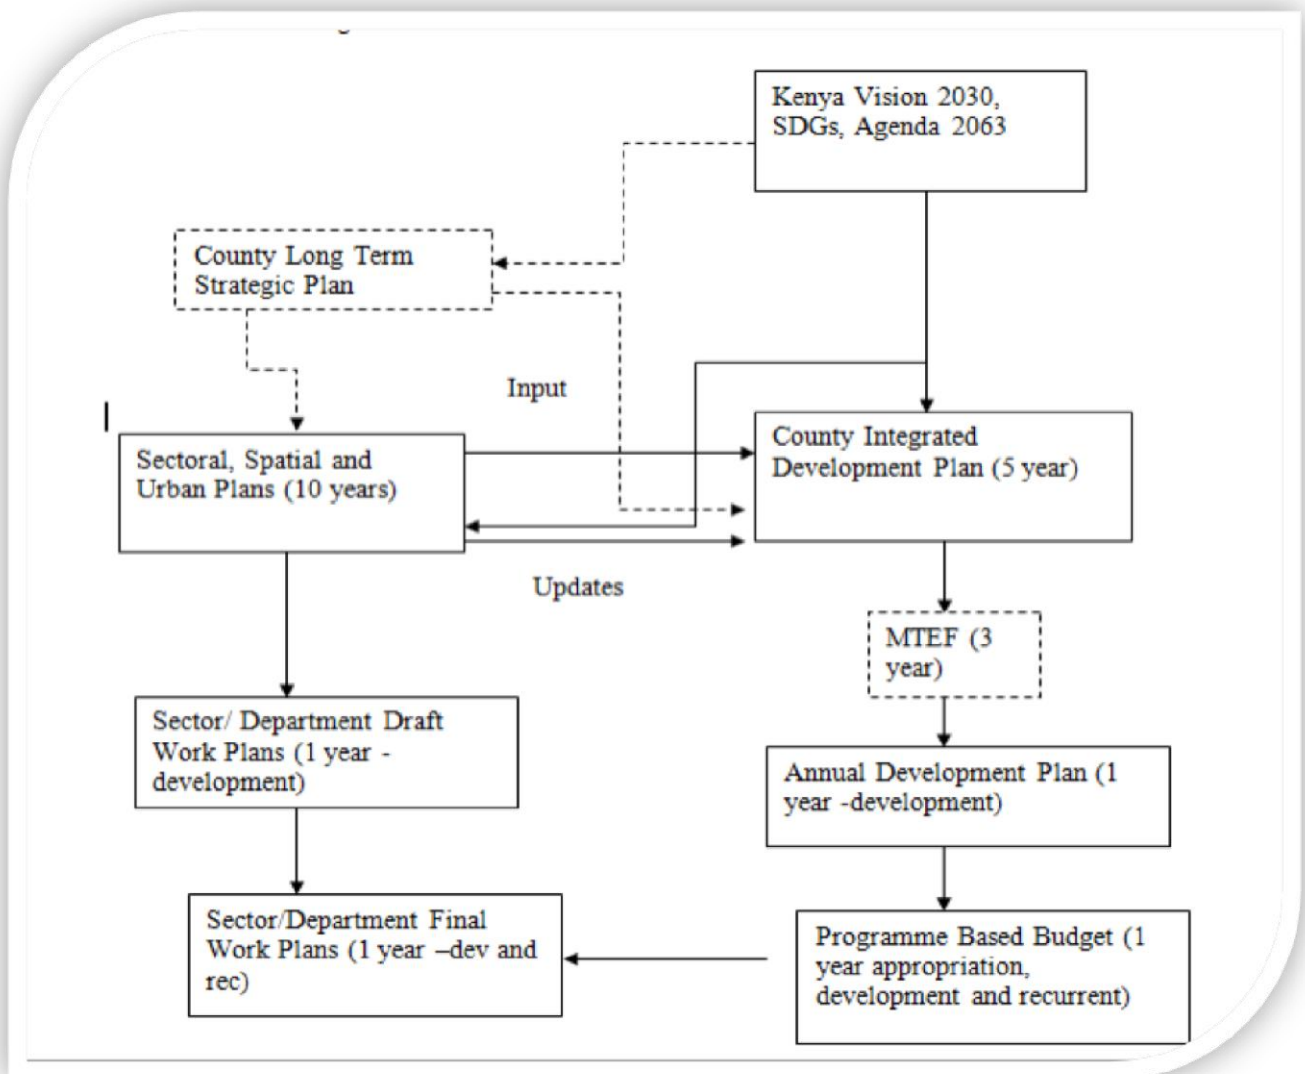 Kenya Vision 2030,
SDGs, Agenda 2063
County Long Term
Strategic Plan
Input
County Integrated
Development Plan (5 year)
Sectoral, Spatial and
Urban Plans (10 years)
Updates
MTEF (3
year)
Sector/ Department Draft
Work Plans (1 year -
development)
Annual Development Plan (1
year -development)
Sector/Department Final
Work Plans (1 year –dev and
rec)
Programme Based Budget (1
year appropriation,
development and recurrent)